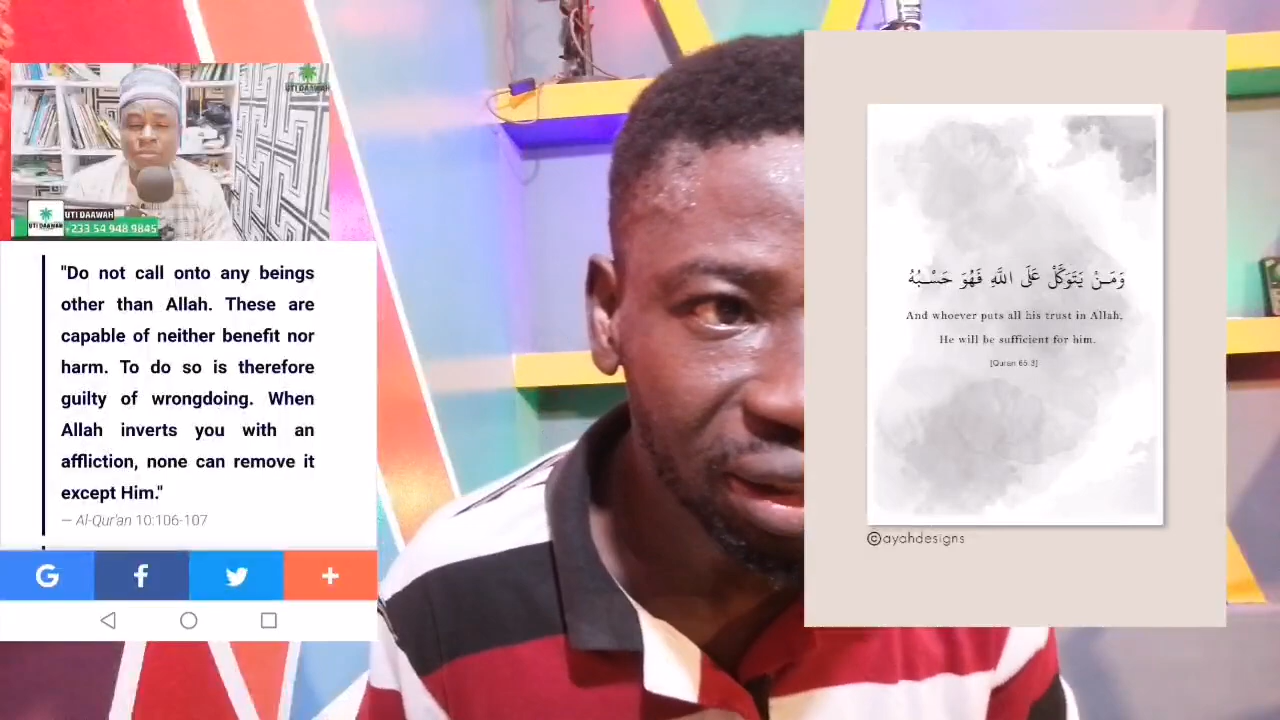 UTI DAAWAH
UTI DAAWAH
UTI DAAWAH
+233 54 948 9845
"Do not call onto any beings
other than Allah. These are
capable of neither benefit nor
harm. To do so is therefore
guilty of wrongdoing. When
Allah inverts you with an
affliction, none can remove it
except Him."
— Al-Qur'an 10:106-107
G
f
+
وَمَنْ يَتَوَكَّلْ عَلَى اللَّهِ فَهُوَ حَسْبُهُ
And whoever puts all his trust in Allah,
He will be sufficient for him.
[Quran 65:3]
©ayahdesigns